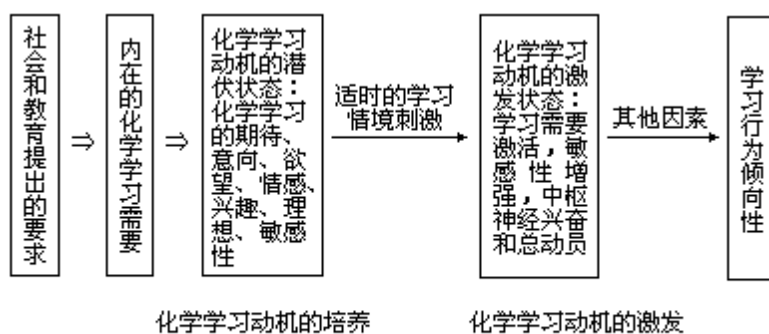 社会和教育提出的要求
⇒
内在的化学学习需要
⇒
化学学习
动机的潜
伏状态：
化学学习
的期待、
意向、欲
望、情感、
兴趣、理
想、敏感
性
适时的学习
情境刺激
化学学习
动机的激
发状态：
学习需要
激活，敏
感性增
强，中枢
神经兴奋
和总动员
其他因素
学习行为倾向性
化学学习动机的培养
化学学习动机的激发